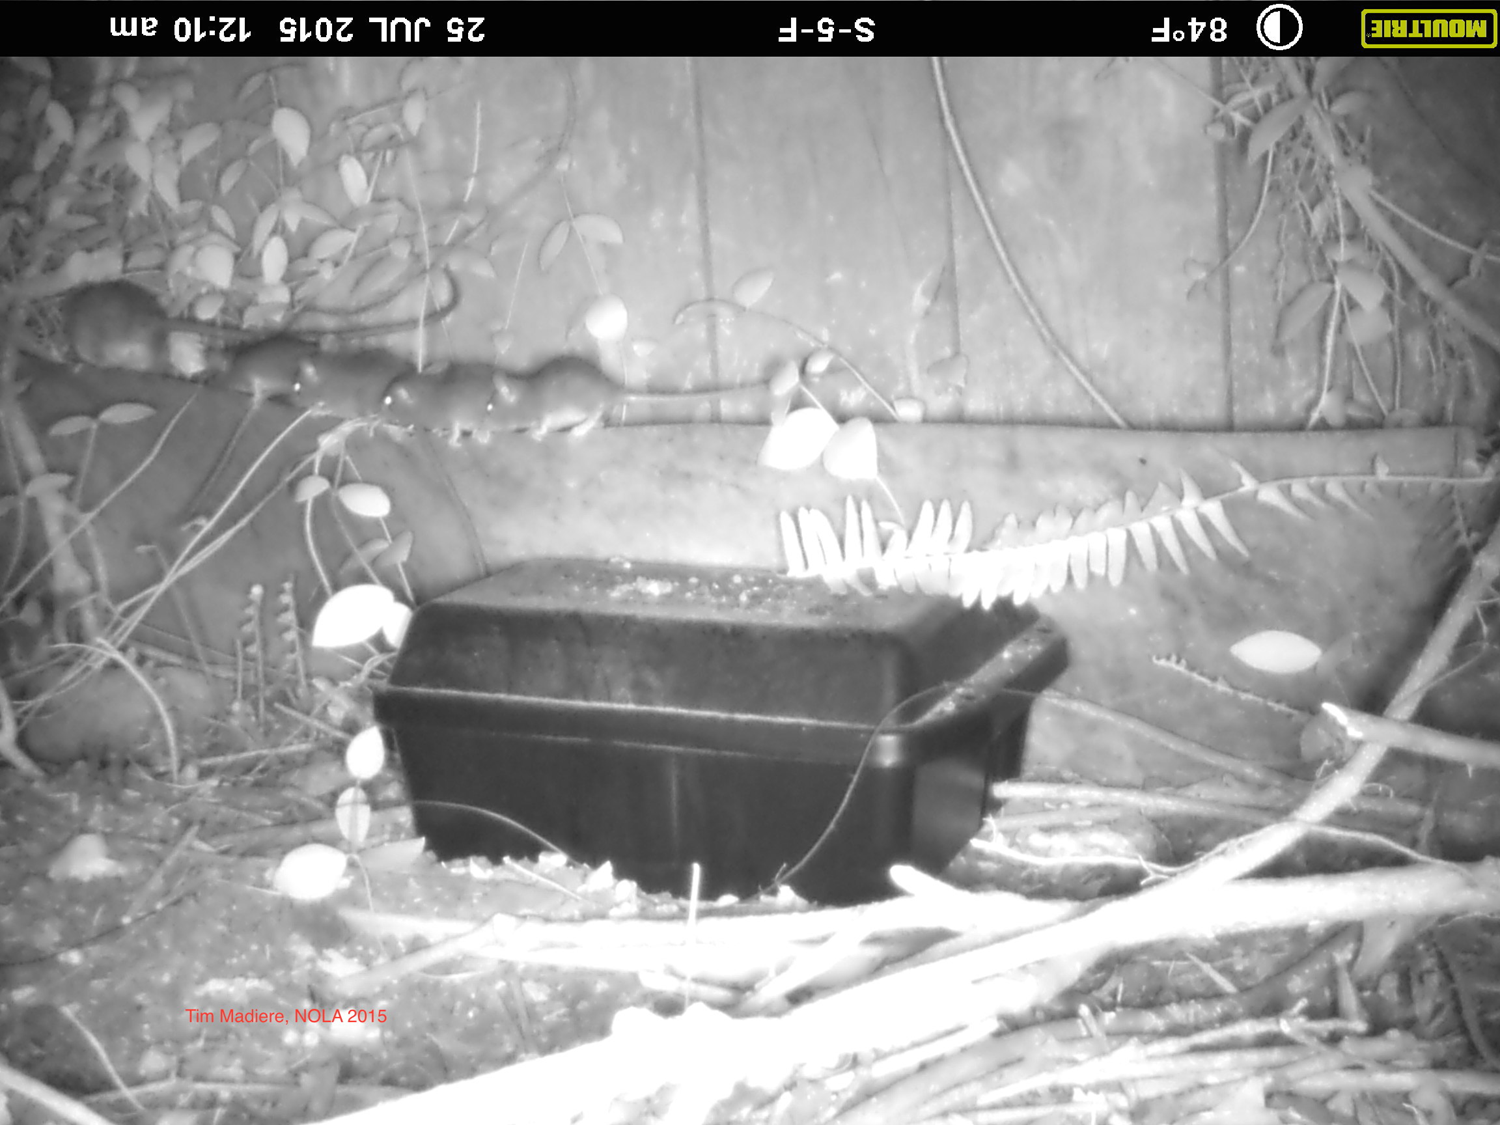 MOULTRIE 84°F S-5-F 25 JUL 2015 12:10 am
Tim Madiere, NOLA 2015